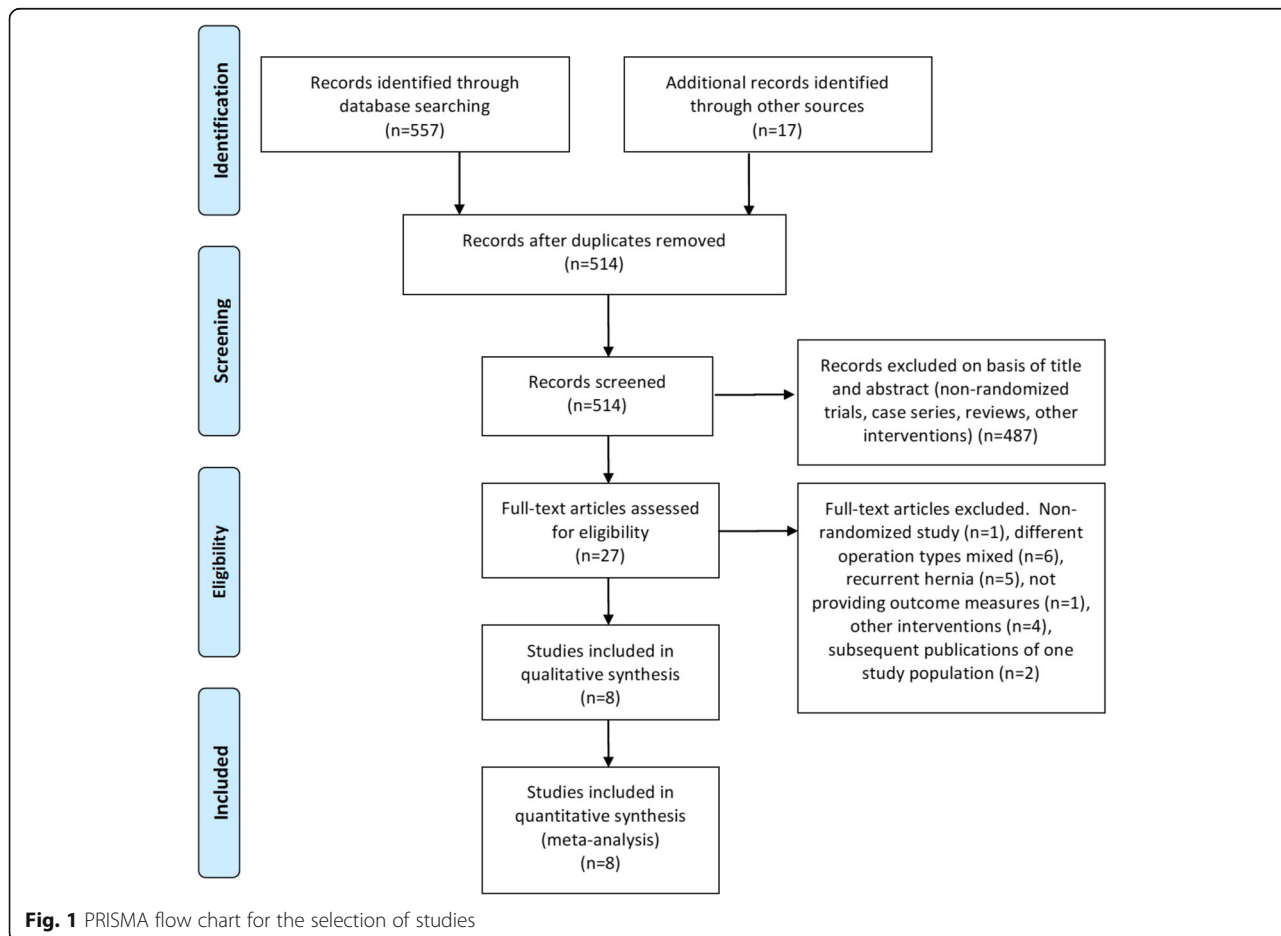 Identification
Records identified through
database searching
(n=557)
Additional records identified
through other sources
(n=17)
Records after duplicates removed
(n=514)
Screening
Records screened
(n=514)
Records excluded on basis of title
and abstract (non-randomized
trials, case series, reviews, other
interventions) (n=487)
Eligibility
Full-text articles assessed
for eligibility
(n=27)
Full-text articles excluded. Non-
randomized study (n=1), different
operation types mixed (n=6),
recurrent hernia (n=5), not
providing outcome measures (n=1),
other interventions (n=4),
subsequent publications of one
study population (n=2)
Studies included in
qualitative synthesis
(n=8)
Included
Studies included in
quantitative synthesis
(meta-analysis)
(n=8)
Fig. 1 PRISMA flow chart for the selection of studies